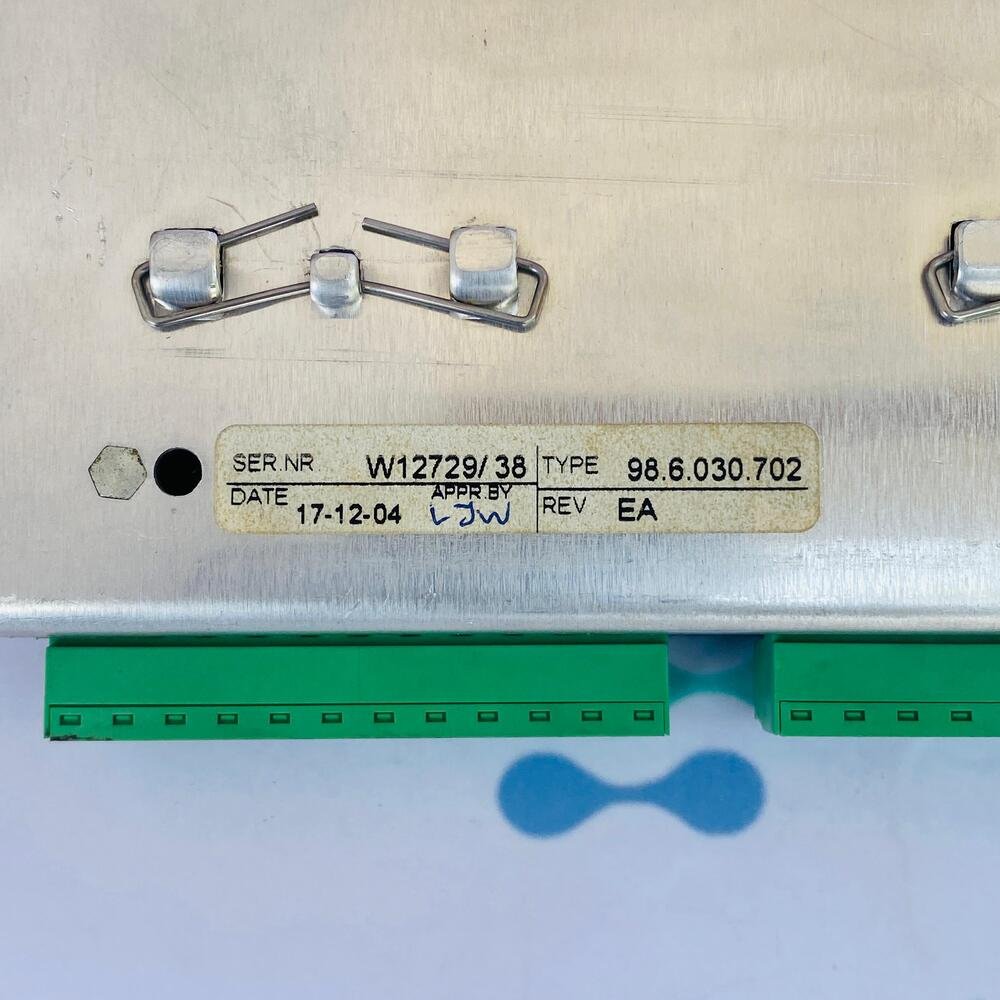 SER.NR W12729/38 TYPE 98.6.030.702
DATE 17-12-04 APPR.BY LJW REV EA